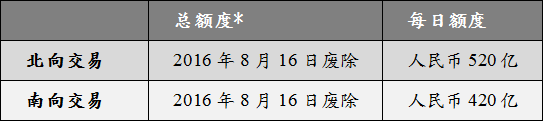 总额度* 每日额度
北向交易 2016 年 8 月 16 日废除 人民币 520 亿
南向交易 2016 年 8 月 16 日废除 人民币 420 亿